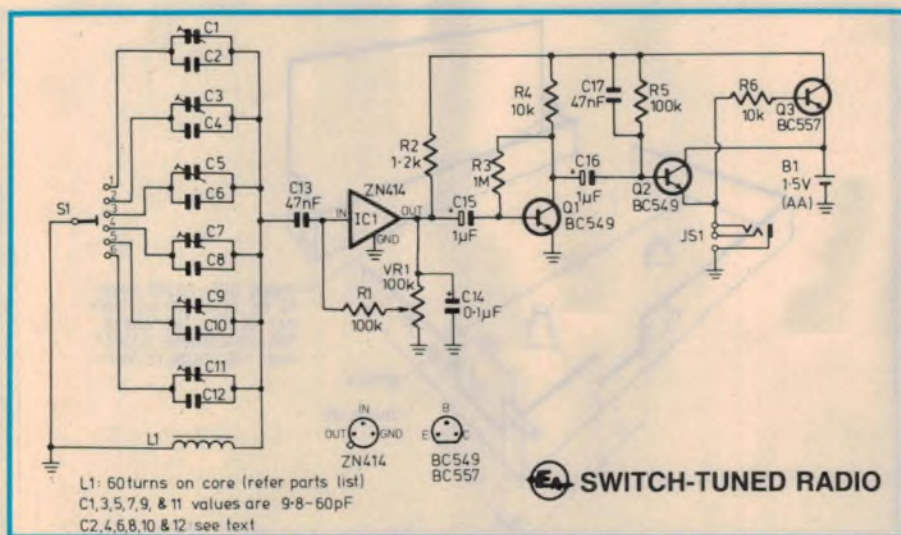 C1
C2
C3
C4
C5
C6
C7
C8
C9
C10
C11
C12
S1
1
2
3
4
5
6
L1
C13
47nF
ZN414
IN
IC1
OUT
GND
R1
100k
VR1
100k
C14
0·1µF
R2
1·2k
C15
1µF
R3
1M
R4
10k
Q1
BC549
C16
1µF
C17
47nF
R5
100k
Q2
BC549
R6
10k
Q3
BC557
B1
1·5V
(AA)
JS1
IN
OUT GND
ZN414
B
E C
BC549
BC557
L1: 60 turns on core (refer parts list)
C1,3,5,7,9, & 11 values are 9·8-60pF
C2,4,6,8,10 & 12 see text
EA SWITCH-TUNED RADIO